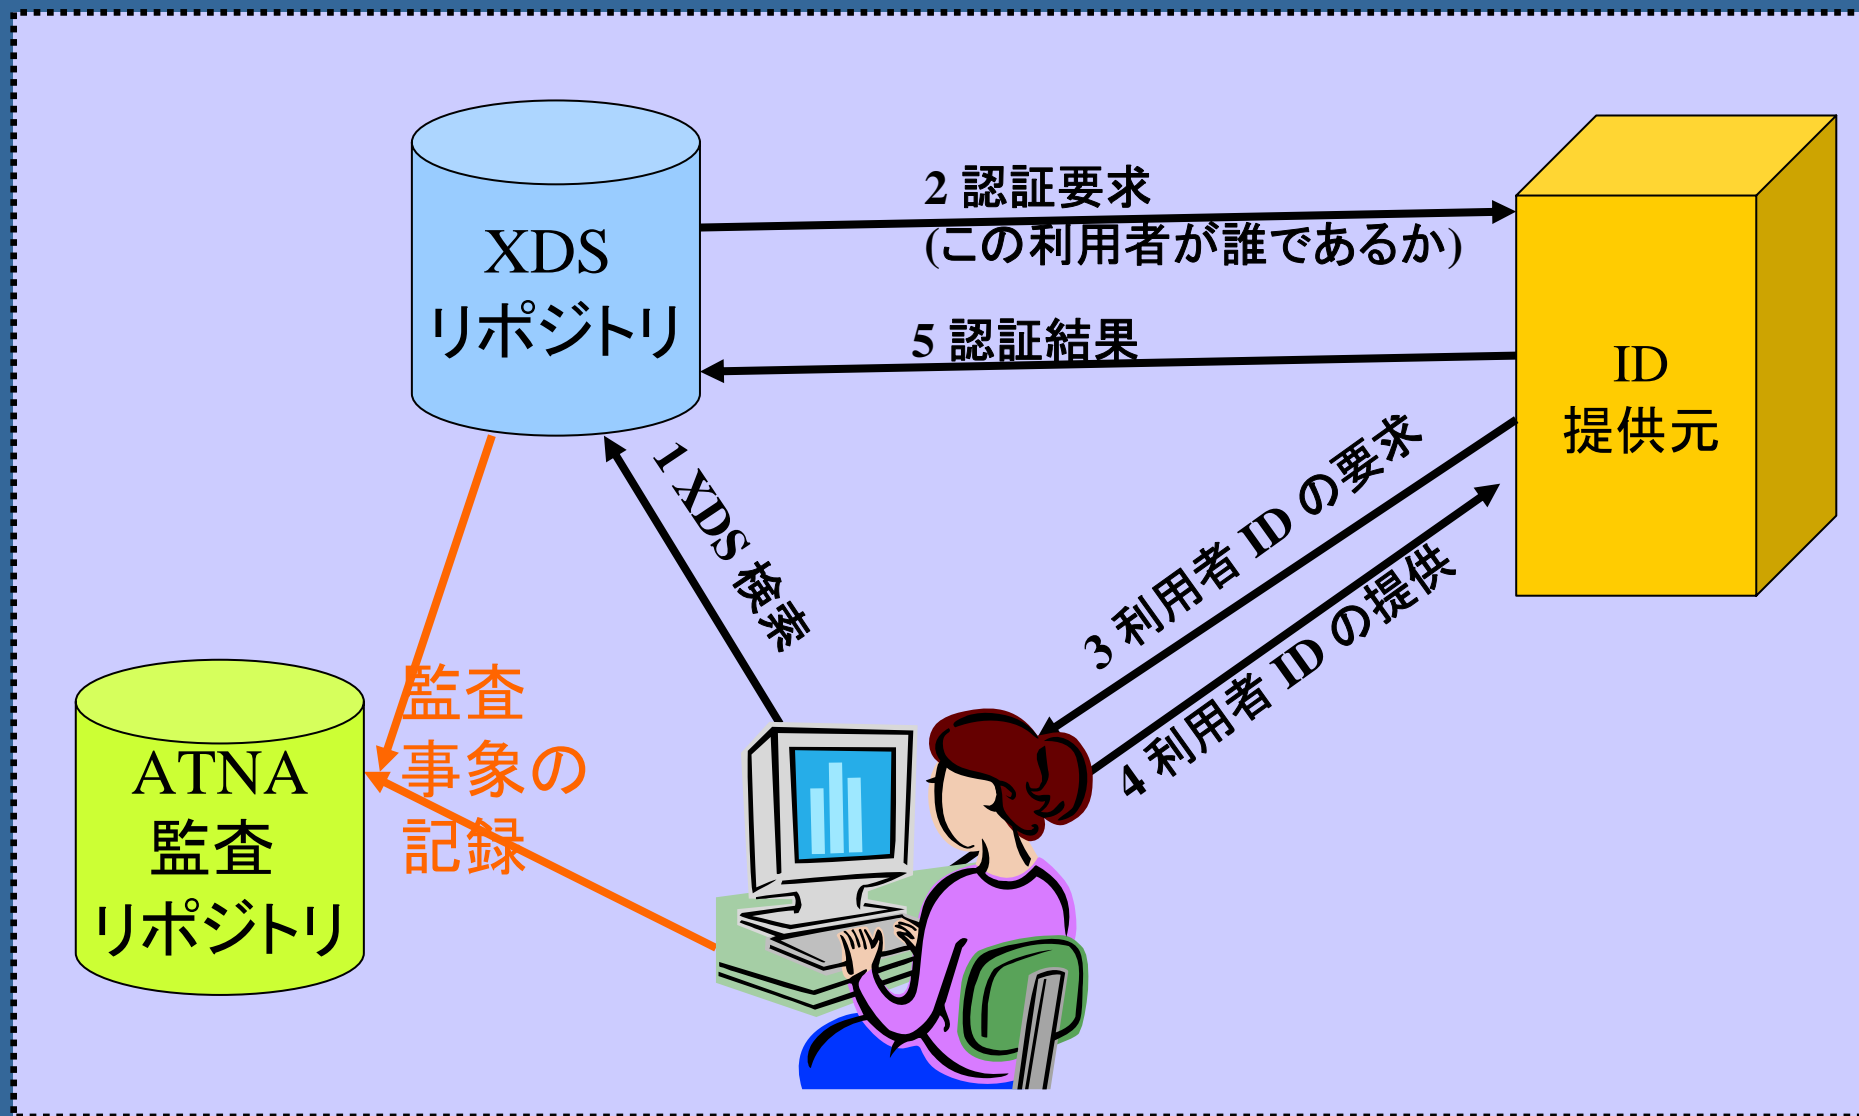 XDS
リポジトリ
2 認証要求
(この利用者が誰であるか)
5 認証結果
ID
提供元
1 XDS 検索
3 利用者 ID の要求
4 利用者 ID の提供
監査
事象の
記録
ATNA
監査
リポジトリ